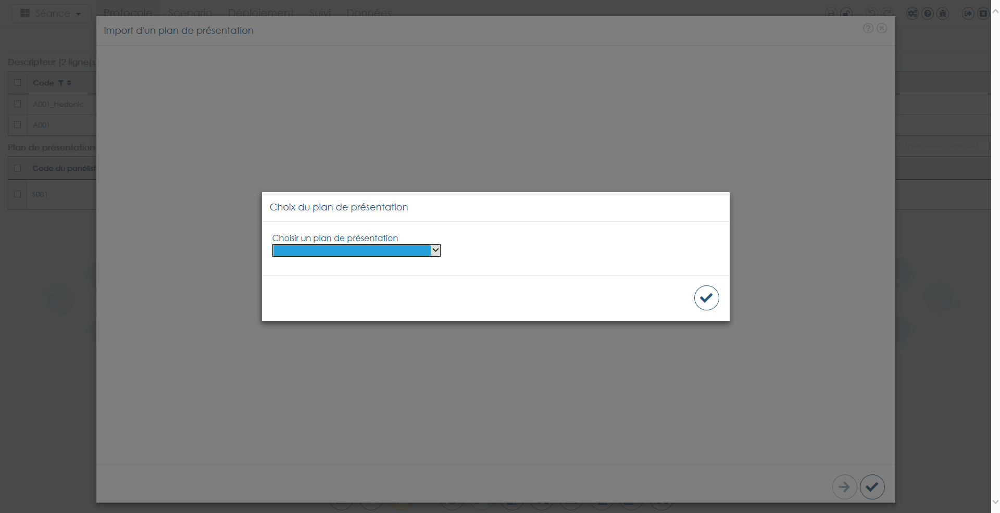 Séance
Protocole
Scenario
Déploiement
Suivi
Données
Import d'un plan de présentation
Descripteur (2 ligne(s)
Code
A001_Hedonic
A001
Plan de présentation
lignes sélectionnées
Code du panéliste
S001
Choix du plan de présentation
Choisir un plan de présentation